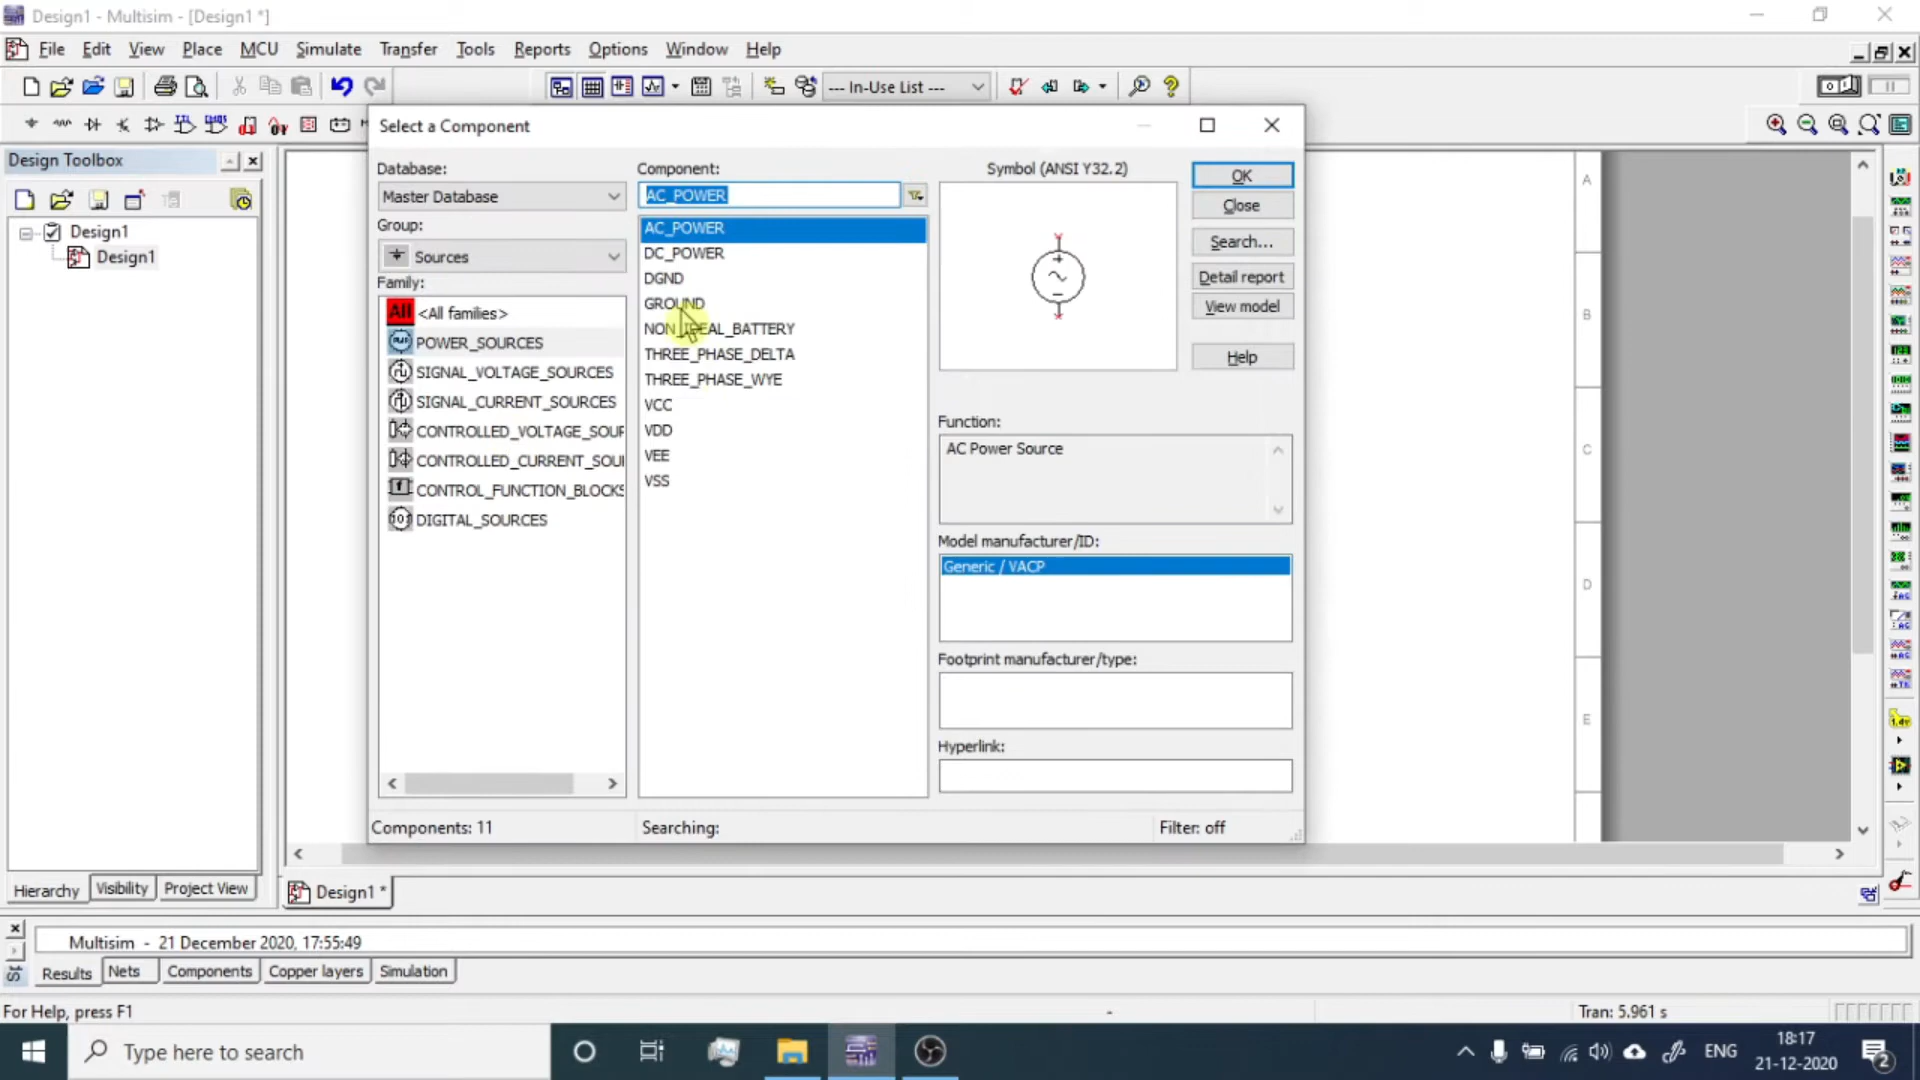 Design1 - Multisim - [Design1 *]
File Edit View Place MCU Simulate Transfer Tools Reports Options Window Help
--- In-Use List ---
Design Toolbox
Design1
Design1
Select a Component
Database:
Master Database
Group:
Sources
Family:
All <All families>
POWER_SOURCES
SIGNAL_VOLTAGE_SOURCES
SIGNAL_CURRENT_SOURCES
CONTROLLED_VOLTAGE_SOUR
CONTROLLED_CURRENT_SOUI
CONTROL_FUNCTION_BLOCKS
DIGITAL_SOURCES
Component:
AC_POWER
AC_POWER
DC_POWER
DGND
GROUND
NON_IDEAL_BATTERY
THREE_PHASE_DELTA
THREE_PHASE_WYE
VCC
VDD
VEE
VSS
Symbol (ANSI Y32.2)
OK
Close
Search...
Detail report
View model
Help
Function:
AC Power Source
Model manufacturer/ID:
Generic / VACP
Footprint manufacturer/type:
Hyperlink:
Components: 11
Searching:
Filter: off
A
B
C
D
E
Hierarchy Visibility Project View
Design1 *
Multisim - 21 December 2020, 17:55:49
Results Nets Components Copper layers Simulation
For Help, press F1
-
Tran: 5.961 s
Type here to search
ENG
18:17
21-12-2020
2